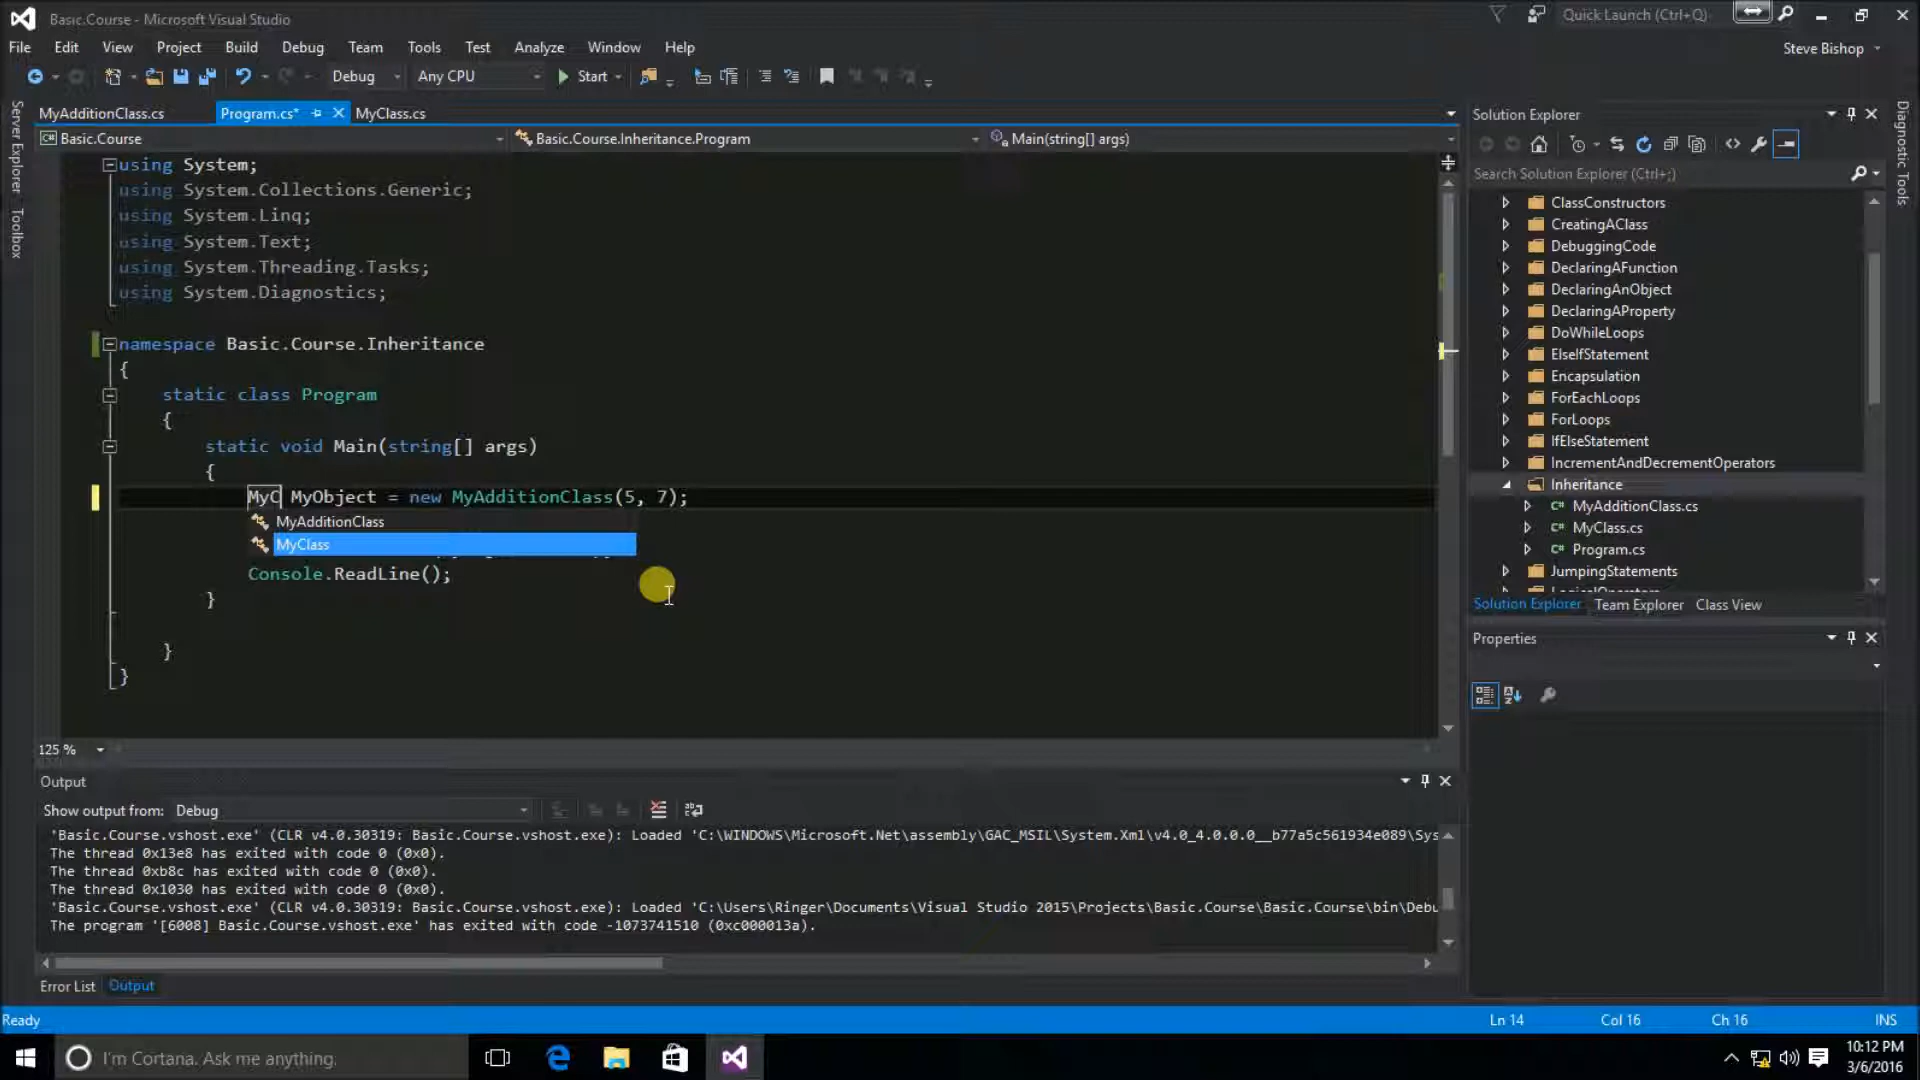 Basic.Course - Microsoft Visual Studio
Quick Launch (Ctrl+Q)
File Edit View Project Build Debug Team Tools Test Analyze Window Help
Steve Bishop
Debug Any CPU Start
MyAdditionClass.cs Program.cs* MyClass.cs
Basic.Course Basic.Course.Inheritance.Program Main(string[] args)
Server Explorer
Toolbox
using System;
using System.Collections.Generic;
using System.Linq;
using System.Text;
using System.Threading.Tasks;
using System.Diagnostics;
namespace Basic.Course.Inheritance
{
static class Program
{
static void Main(string[] args)
{
MyC MyObject = new MyAdditionClass(5, 7);
MyAdditionClass
MyClass
Console.ReadLine();
}
}
}
125 %
Solution Explorer
Search Solution Explorer (Ctrl+;)
ClassConstructors
CreatingAClass
DebuggingCode
DeclaringAFunction
DeclaringAnObject
DeclaringAProperty
DoWhileLoops
ElseIfStatement
Encapsulation
ForEachLoops
ForLoops
IfElseStatement
IncrementAndDecrementOperators
Inheritance
C# MyAdditionClass.cs
C# MyClass.cs
C# Program.cs
JumpingStatements
Solution Explorer Team Explorer Class View
Properties
Diagnostic Tools
Output
Show output from: Debug
'Basic.Course.vshost.exe' (CLR v4.0.30319: Basic.Course.vshost.exe): Loaded 'C:\WINDOWS\Microsoft.Net\assembly\GAC_MSIL\System.Xml\v4.0_4.0.0.0__b77a5c561934e089\Sys
The thread 0x13e8 has exited with code 0 (0x0).
The thread 0xb8c has exited with code 0 (0x0).
The thread 0x1030 has exited with code 0 (0x0).
'Basic.Course.vshost.exe' (CLR v4.0.30319: Basic.Course.vshost.exe): Loaded 'C:\Users\Ringer\Documents\Visual Studio 2015\Projects\Basic.Course\Basic.Course\bin\Debu
The program '[6008] Basic.Course.vshost.exe' has exited with code -1073741510 (0xc000013a).
Error List Output
Ready Ln 14 Col 16 Ch 16 INS
I'm Cortana. Ask me anything.
10:12 PM
3/6/2016